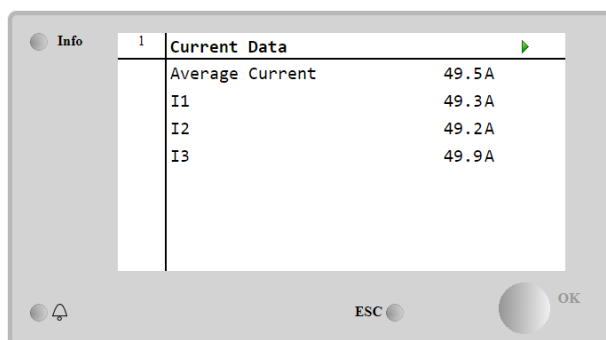 Info
1 Current Data
Average Current 49.5A
I1 49.3A
I2 49.2A
I3 49.9A
ESC OK